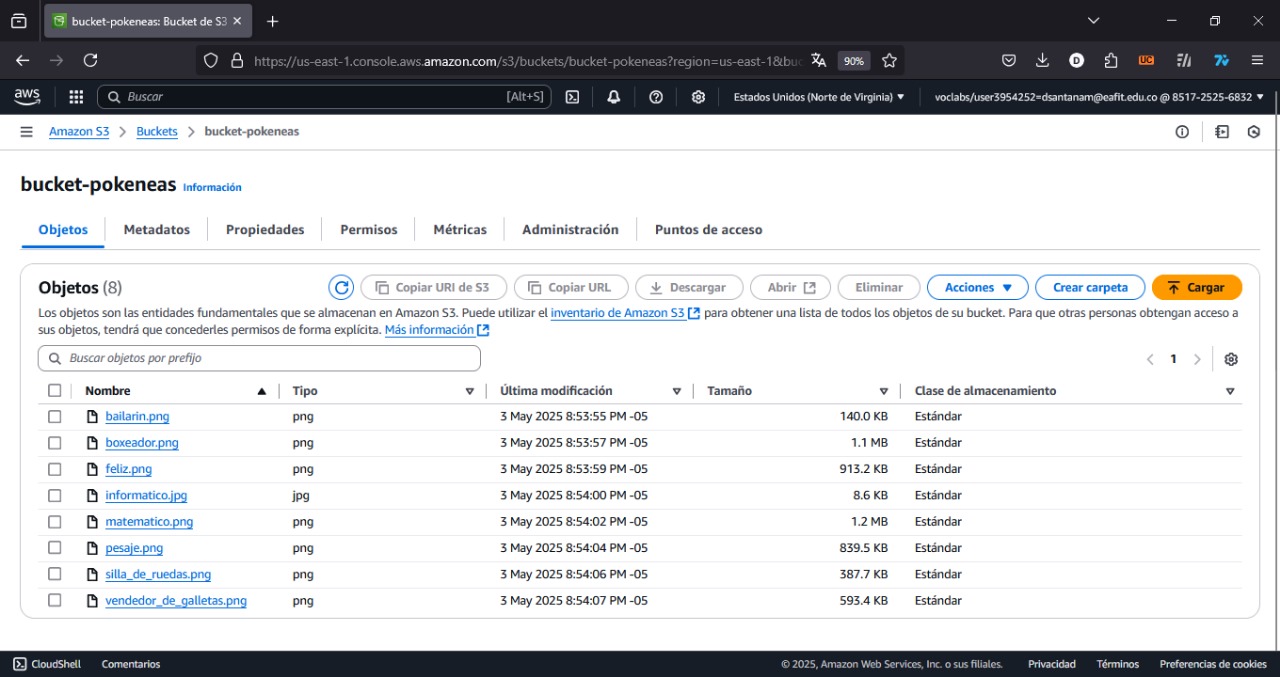 bucket-pokeneas: Bucket de S3
https://us-east-1.console.aws.amazon.com/s3/buckets/bucket-pokeneas?region=us-east-1&buc
90%
D
UC
aws
Buscar [Alt+S]
Estados Unidos (Norte de Virginia)
voclabs/user3954252=dsantanam@eafit.edu.co @ 8517-2525-6832
Amazon S3 > Buckets > bucket-pokeneas
bucket-pokeneas Información
Objetos Metadatos Propiedades Permisos Métricas Administración Puntos de acceso
Objetos (8)
Copiar URI de S3 Copiar URL Descargar Abrir Eliminar Acciones Crear carpeta Cargar
Los objetos son las entidades fundamentales que se almacenan en Amazon S3. Puede utilizar el inventario de Amazon S3 para obtener una lista de todos los objetos de su bucket. Para que otras personas obtengan acceso a
sus objetos, tendrá que concederles permisos de forma explícita. Más información
Buscar objetos por prefijo
1
Nombre Tipo Última modificación Tamaño Clase de almacenamiento
bailarin.png png 3 May 2025 8:53:55 PM -05 140.0 KB Estándar
boxeador.png png 3 May 2025 8:53:57 PM -05 1.1 MB Estándar
feliz.png png 3 May 2025 8:53:59 PM -05 913.2 KB Estándar
informatico.jpg jpg 3 May 2025 8:54:00 PM -05 8.6 KB Estándar
matematico.png png 3 May 2025 8:54:02 PM -05 1.2 MB Estándar
pesaje.png png 3 May 2025 8:54:04 PM -05 839.5 KB Estándar
silla_de_ruedas.png png 3 May 2025 8:54:06 PM -05 387.7 KB Estándar
vendedor_de_galletas.png png 3 May 2025 8:54:07 PM -05 593.4 KB Estándar
CloudShell Comentarios © 2025, Amazon Web Services, Inc. o sus filiales. Privacidad Términos Preferencias de cookies